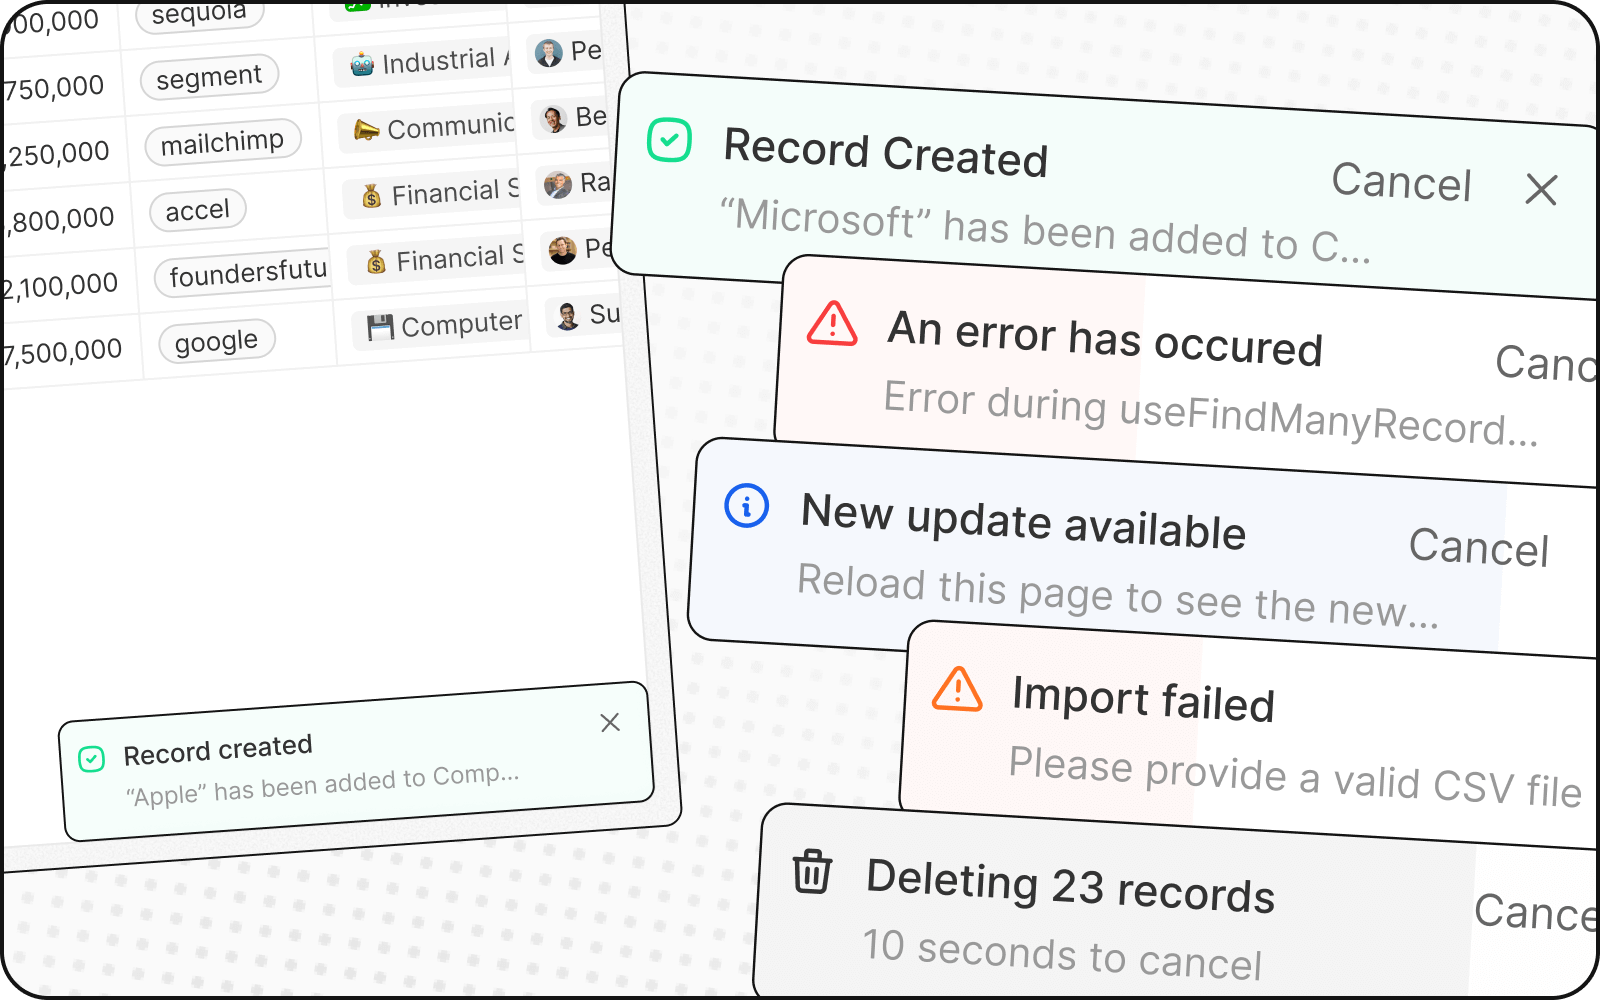 00,000 sequoia
750,000 segment Industrial Pe
,250,000 mailchimp Communic Be
,800,000 accel Financial S Ra
2,100,000 foundersfutu Financial S Pe
7,500,000 google Computer Su
Record created
“Apple” has been added to Comp...
Record Created Cancel
“Microsoft” has been added to C...
An error has occured Canc
Error during useFindManyRecord...
New update available Cancel
Reload this page to see the new...
Import failed
Please provide a valid CSV file
Deleting 23 records Cance
10 seconds to cancel